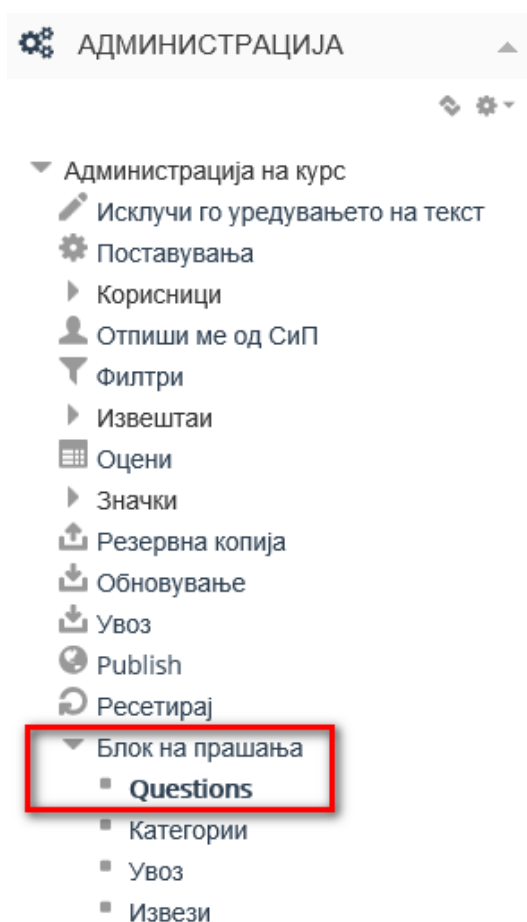 АДМИНИСТРАЦИЈА
Администрација на курс
Исклучи го уредувањето на текст
Поставувања
Корисници
Отпиши ме од СиП
Филтри
Извештаи
Оцени
Значки
Резервна копија
Обновување
Увоз
Publish
Ресетирај
Блок на прашања
Questions
Категории
Увоз
Извези